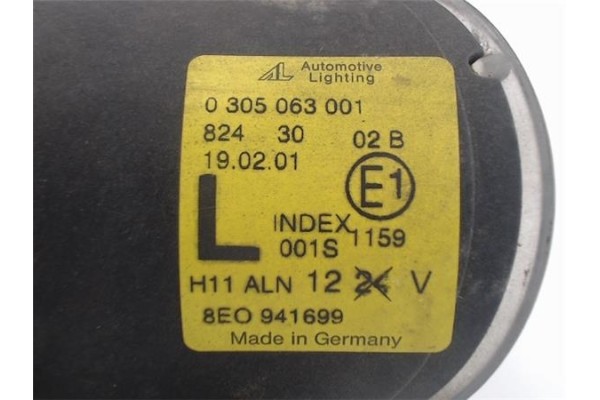 AL Automotive
Lighting
0 305 063 001
824 30 02 B
19.02.01
E1
L
INDEX 1159
001S
H11 ALN 12 24 V
8EO 941699
Made in Germany